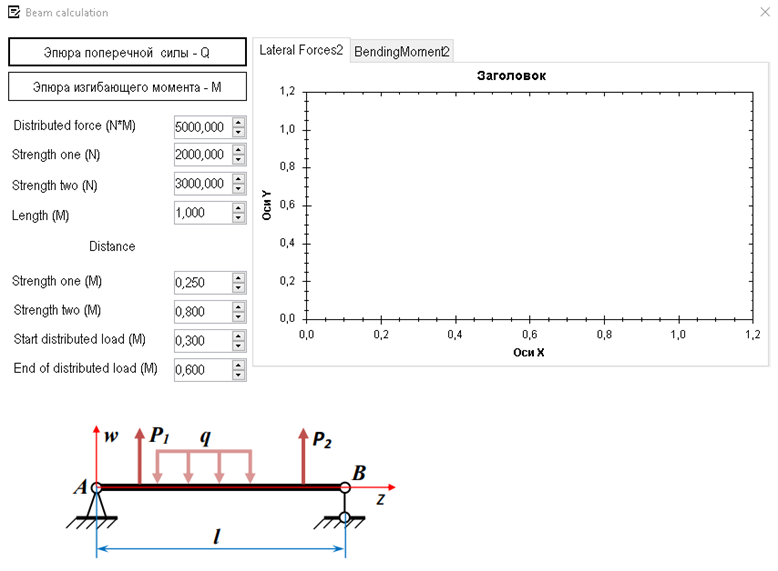 Beam calculation
Эпюра поперечной силы - Q
Эпюра изгибающего момента - M
Distributed force (N*M) 5000,000
Strength one (N) 2000,000
Strength two (N) 3000,000
Length (M) 1,000
Distance
Strength one (M) 0,250
Strength two (M) 0,800
Start distributed load (M) 0,300
End of distributed load (M) 0,600
Lateral Forces2 BendingMoment2
Заголовок
Оси Y
1,2
1,0
0,8
0,6
0,4
0,2
0,0
0,0 0,2 0,4 0,6 0,8 1,0 1,2
Оси X
w P1 q P2
A B
z
l